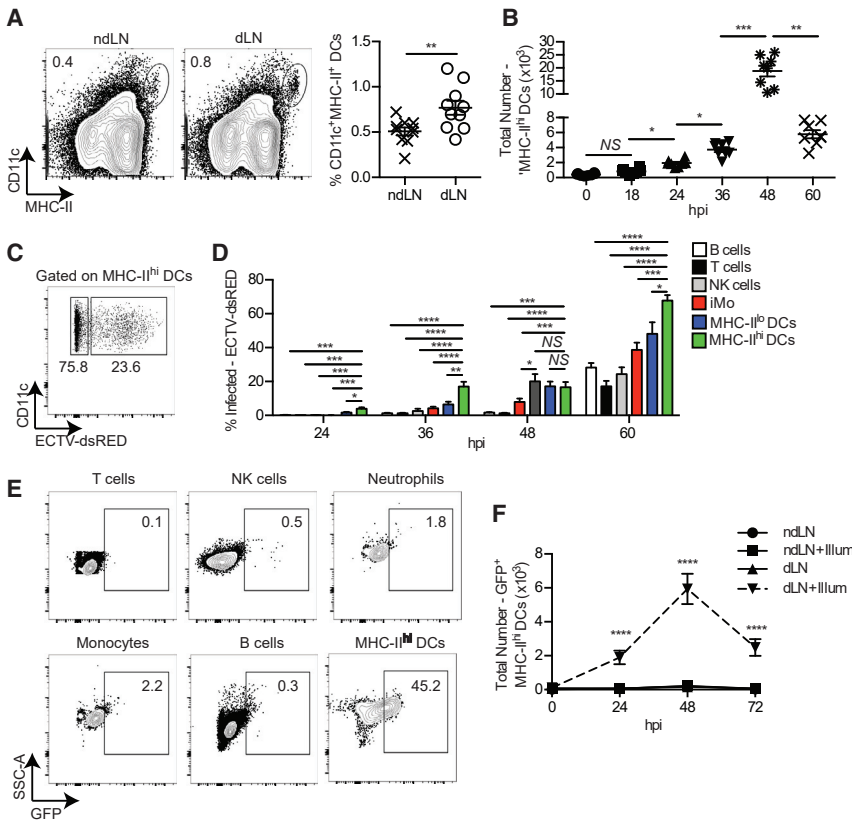 A
ndLN
dLN
0.4
0.8
CD11c
MHC-II
% CD11c+MHC-II+ DCs
1.5
1.0
0.5
0.0
**
ndLN
dLN
B
Total Number -
'MHC-IIhi DCs (x10³)
30
25
20
15
10
8
6
4
2
0
NS
*
*
***
**
0
18
24
36
48
60
hpi
C
Gated on MHC-IIhi DCs
75.8
23.6
CD11c
ECTV-dsRED
D
% Infected - ECTV-dsRED
80
60
40
20
0
***
***
***
***
*
****
****
****
****
**
***
****
***
NS
*
NS
****
****
****
***
*
24
36
48
60
hpi
B cells
T cells
NK cells
iMo
MHC-IIlo DCs
MHC-IIhi DCs
E
T cells
NK cells
Neutrophils
0.1
0.5
1.8
Monocytes
B cells
MHC-IIhi DCs
2.2
0.3
45.2
SSC-A
GFP
F
ndLN
ndLN+Illum
dLN
dLN+Illum
Total Number - GFP+
MHC-IIhi DCs (x10³)
8
6
4
2
0
****
****
****
0
24
48
72
hpi